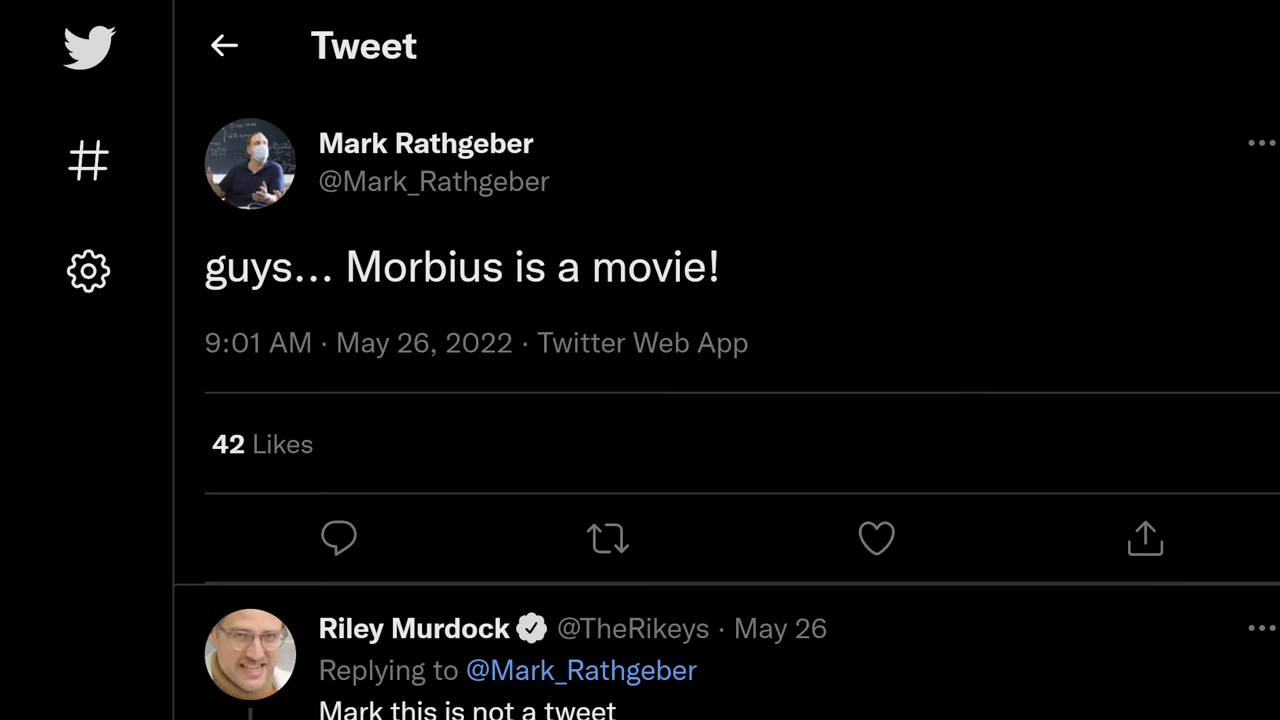 Tweet
Mark Rathgeber
@Mark_Rathgeber
guys... Morbius is a movie!
9:01 AM · May 26, 2022 · Twitter Web App
42 Likes
Riley Murdock @TheRikeys · May 26
Replying to @Mark_Rathgeber
Mark this is not a tweet